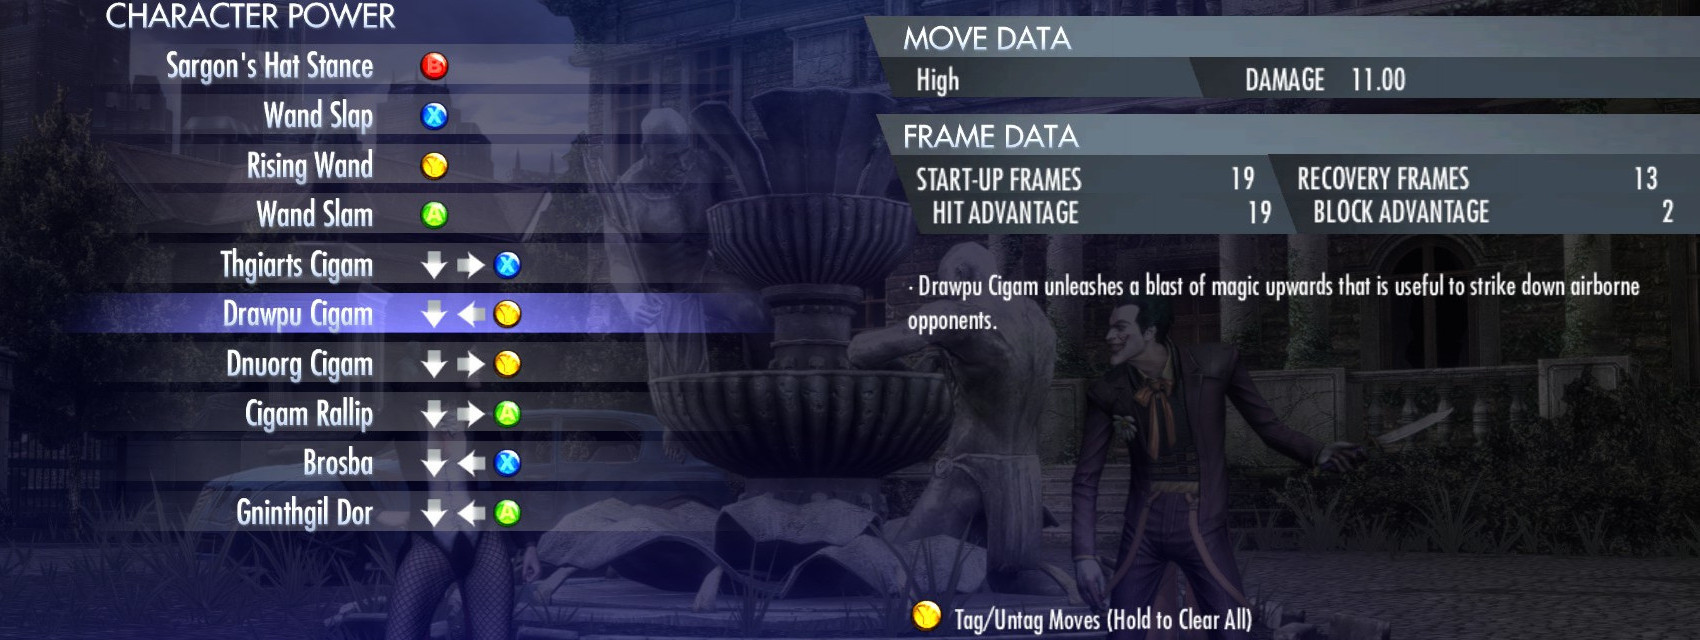 CHARACTER POWER
Sargon's Hat Stance B
Wand Slap X
Rising Wand Y
Wand Slam A
Thgiarts Cigam X
Drawpu Cigam Y
Dnuorg Cigam Y
Cigam Rallip A
Brosba X
Gninthgil Dor A
MOVE DATA
High DAMAGE 11.00
FRAME DATA
START-UP FRAMES 19 RECOVERY FRAMES 13
HIT ADVANTAGE 19 BLOCK ADVANTAGE 2
· Drawpu Cigam unleashes a blast of magic upwards that is useful to strike down airborne
opponents.
Y Tag/Untag Moves (Hold to Clear All)